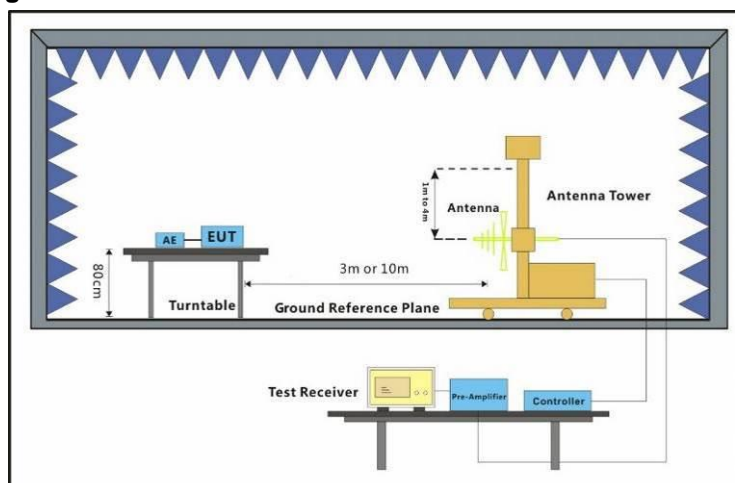 1m to 4m
Antenna
Antenna Tower
AE
EUT
80cm
3m or 10m
Turntable
Ground Reference Plane
Test Receiver
Pre-Amplifier
Controller